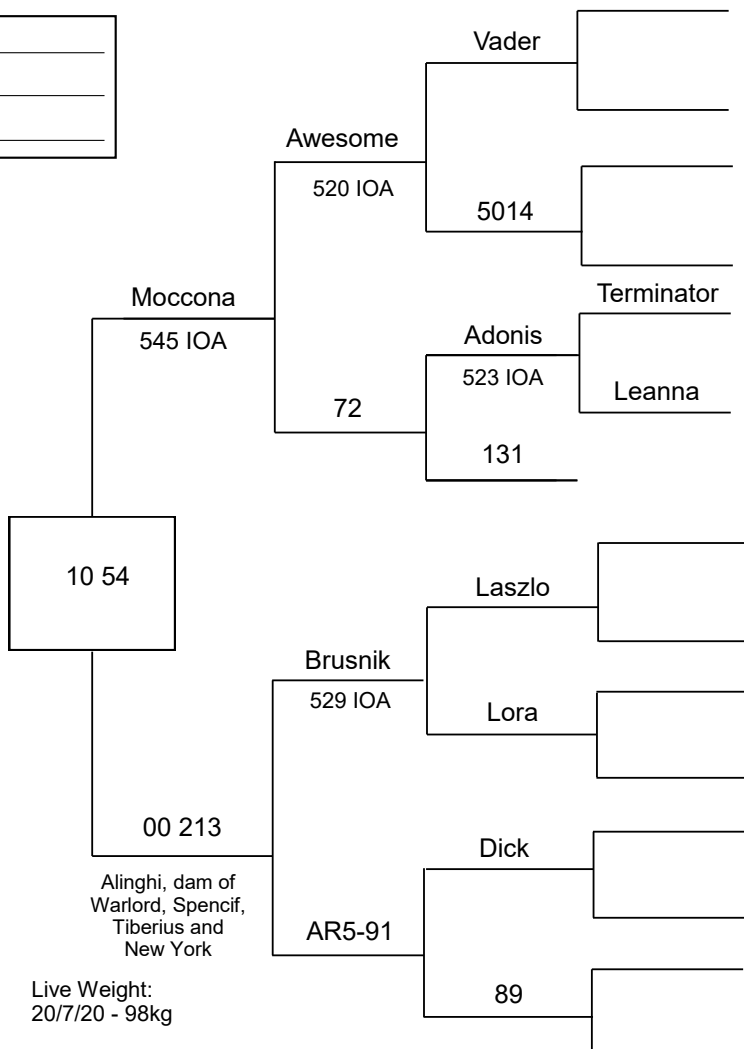 Vader
Awesome
520 IOA
5014
Terminator
Moccona
545 IOA
Adonis
523 IOA
Leanna
72
131
10 54
Laszlo
Brusnik
529 IOA
Lora
00 213
Dick
Alinghi, dam of
Warlord, Spencif,
Tiberius and
New York
AR5-91
Live Weight:
20/7/20 - 98kg
89